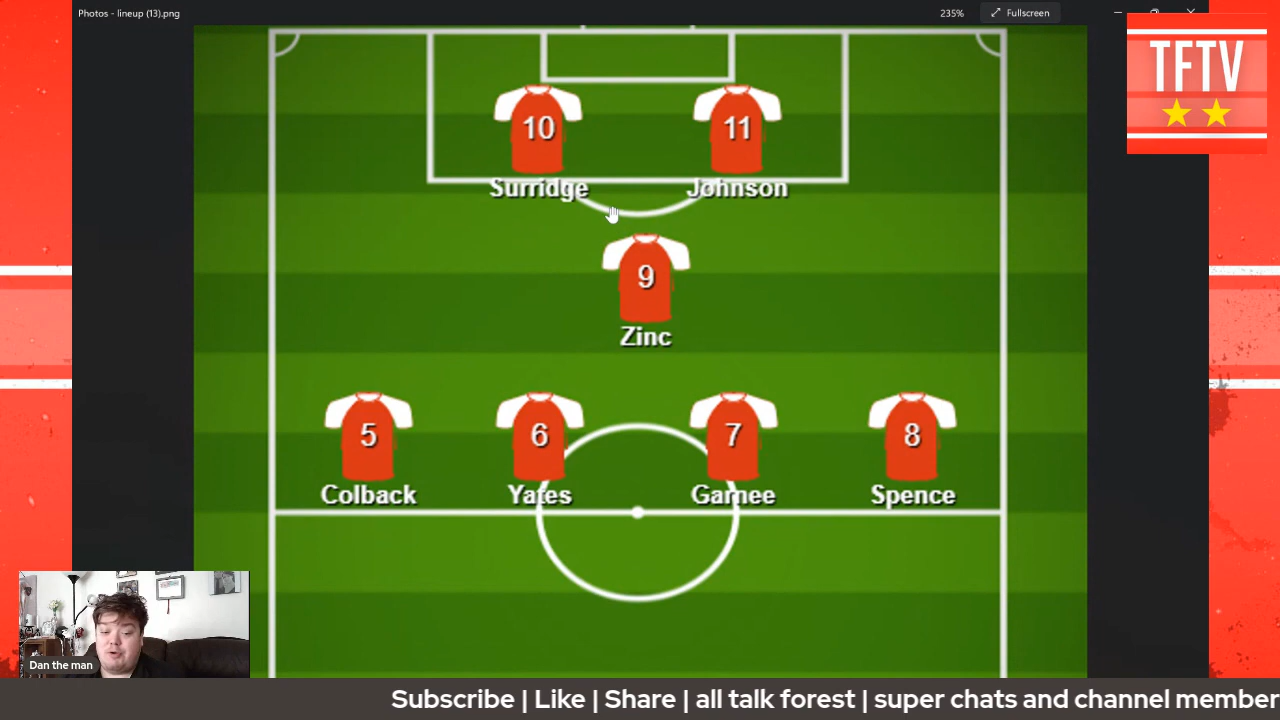 Photos - lineup (13).png
235%
Fullscreen
TFTV
10
11
Surridge
Johnson
9
Zinc
5
6
7
8
Colback
Yates
Garnee
Spence
Dan the man
Subscribe | Like | Share | all talk forest | super chats and channel member